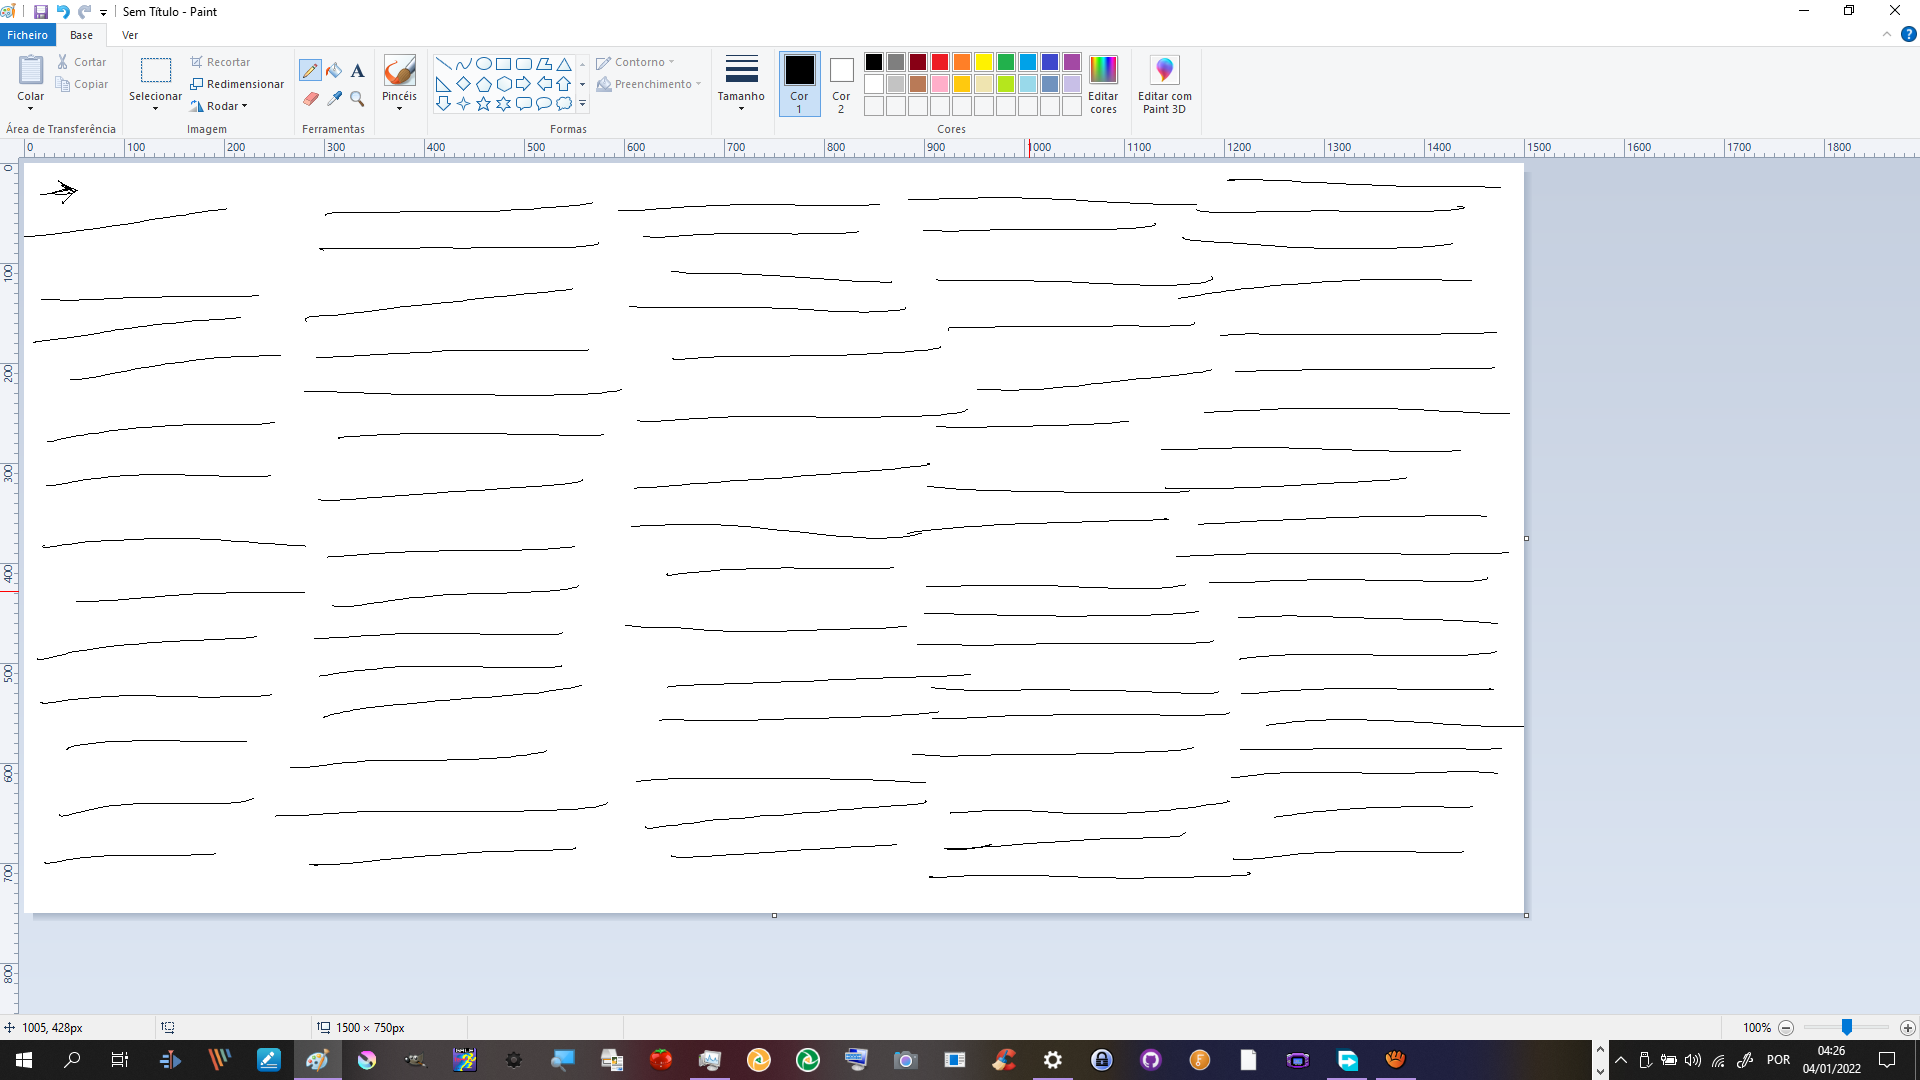 Sem Título - Paint
Ficheiro Base Ver
Colar
Cortar
Copiar
Área de Transferência
Selecionar
Recortar
Redimensionar
Rodar
Imagem
A
Ferramentas
Pincéis
Contorno
Preenchimento
Formas
Tamanho
Cor 1
Cor 2
Editar cores
Cores
Editar com Paint 3D
0 100 200 300 400 500 600 700 800 900 1000 1100 1200 1300 1400 1500 1600 1700 1800
0
100
200
300
400
500
600
700
800
1005, 428px
1500 × 750px
100%
POR
04:26
04/01/2022